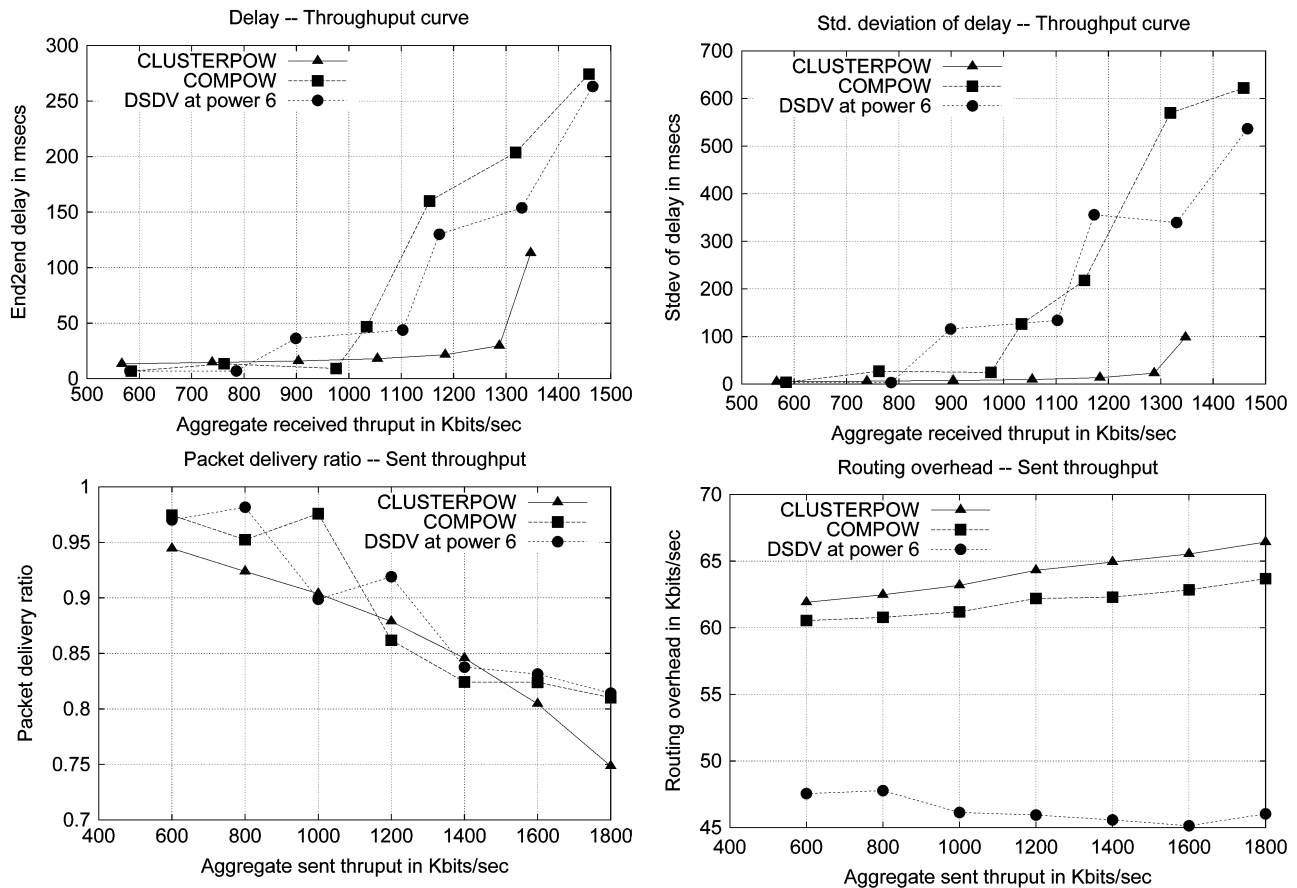 Delay -- Throughuput curve
300
250
200
150
100
50
0
End2end delay in msecs
CLUSTERPOW
COMPOW
DSDV at power 6
500 600 700 800 900 1000 1100 1200 1300 1400 1500
Aggregate received thruput in Kbits/sec
Std. deviation of delay -- Throughput curve
700
600
500
400
300
200
100
0
Stdev of delay in msecs
CLUSTERPOW
COMPOW
DSDV at power 6
500 600 700 800 900 1000 1100 1200 1300 1400 1500
Aggregate received thruput in Kbits/sec
Packet delivery ratio -- Sent throughput
1
0.95
0.9
0.85
0.8
0.75
0.7
Packet delivery ratio
CLUSTERPOW
COMPOW
DSDV at power 6
400 600 800 1000 1200 1400 1600 1800
Aggregate sent thruput in Kbits/sec
Routing overhead -- Sent throughput
70
65
60
55
50
45
Routing overhead in Kbits/sec
CLUSTERPOW
COMPOW
DSDV at power 6
400 600 800 1000 1200 1400 1600 1800
Aggregate sent thruput in Kbits/sec